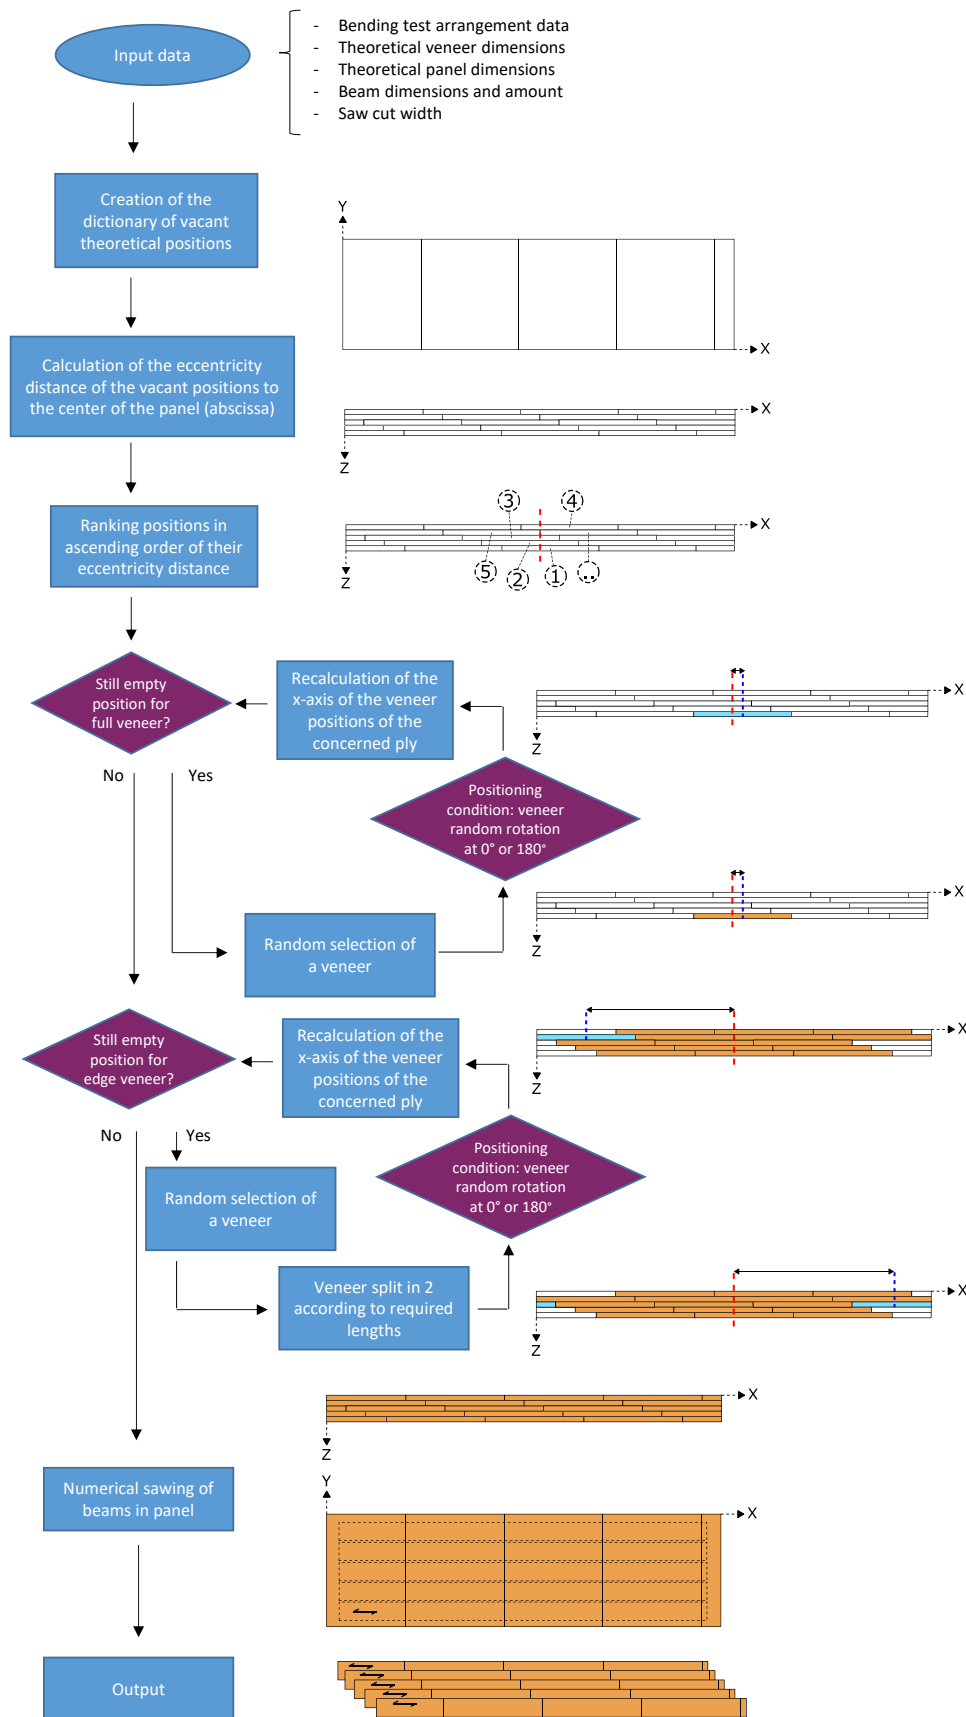 Input data
- Bending test arrangement data
- Theoretical veneer dimensions
- Theoretical panel dimensions
- Beam dimensions and amount
- Saw cut width
Creation of the
dictionary of vacant
theoretical positions
Y
X
Calculation of the eccentricity
distance of the vacant positions to
the center of the panel (abscissa)
X
Z
Ranking positions in
ascending order of their
eccentricity distance
3
4
X
5
2
1
..
Z
Still empty
position for
full veneer?
Recalculation of the
x-axis of the veneer
positions of the
concerned ply
X
Z
No
Yes
Positioning
condition: veneer
random rotation
at 0° or 180°
X
Z
Random selection of
a veneer
Still empty
position for
edge veneer?
Recalculation of the
x-axis of the veneer
positions of the
concerned ply
X
Z
No
Yes
Positioning
condition: veneer
random rotation
at 0° or 180°
Random selection of
a veneer
Veneer split in 2
according to required
lengths
X
Z
X
Z
Numerical sawing of
beams in panel
Y
X
Output